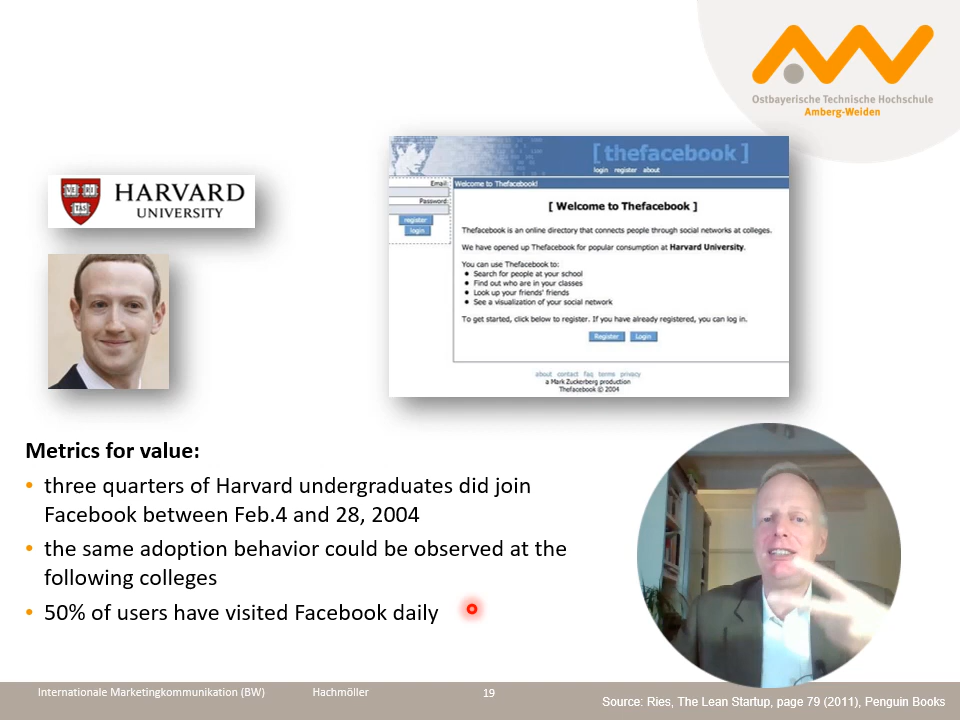 Ostbayerische Technische Hochschule
Amberg-Weiden
HARVARD
UNIVERSITY
[ thefacebook ]
login register about
Email:
Password:
register
login
Welcome to Thefacebook!
[ Welcome to Thefacebook ]
Thefacebook is an online directory that connects people through social networks at colleges.
We have opened up Thefacebook for popular consumption at Harvard University.
You can use Thefacebook to:
• Search for people at your school
• Find out who are in your classes
• Look up your friends' friends
• See a visualization of your social network
To get started, click below to register. If you have already registered, you can log in.
Register Login
about contact faq terms privacy
a Mark Zuckerberg production
Thefacebook © 2004
Metrics for value:
• three quarters of Harvard undergraduates did join
Facebook between Feb.4 and 28, 2004
• the same adoption behavior could be observed at the
following colleges
• 50% of users have visited Facebook daily
Internationale Marketingkommunikation (BW) Hachmöller 19
Source: Ries, The Lean Startup, page 79 (2011), Penguin Books